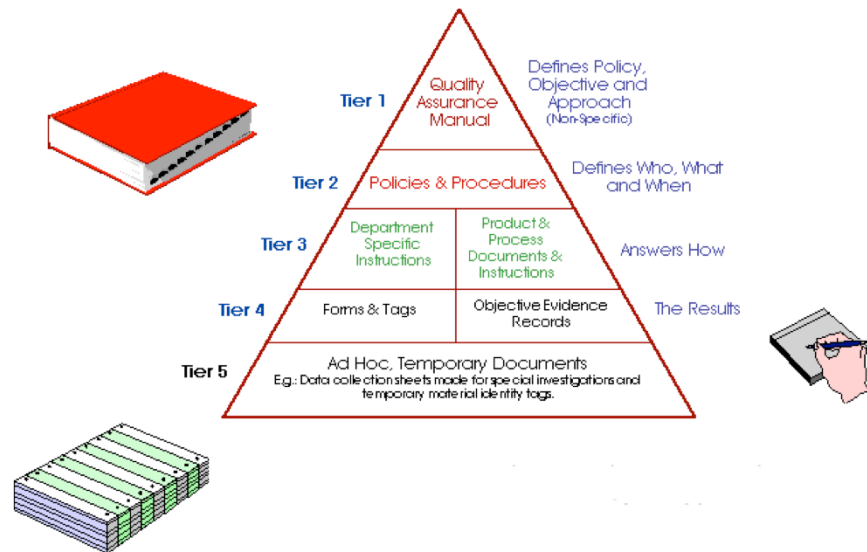 Tier 1
Quality
Assurance
Manual
Defines Policy,
Objective and
Approach
(Non-Specific)
Tier 2
Policies & Procedures
Defines Who, What
and When
Tier 3
Department
Specific
Instructions
Product &
Process
Documents &
Instructions
Answers How
Tier 4
Forms & Tags
Objective Evidence
Records
The Results
Tier 5
Ad Hoc, Temporary Documents
E.g.: Data collection sheets made for special investigations and
temporary material identity tags.